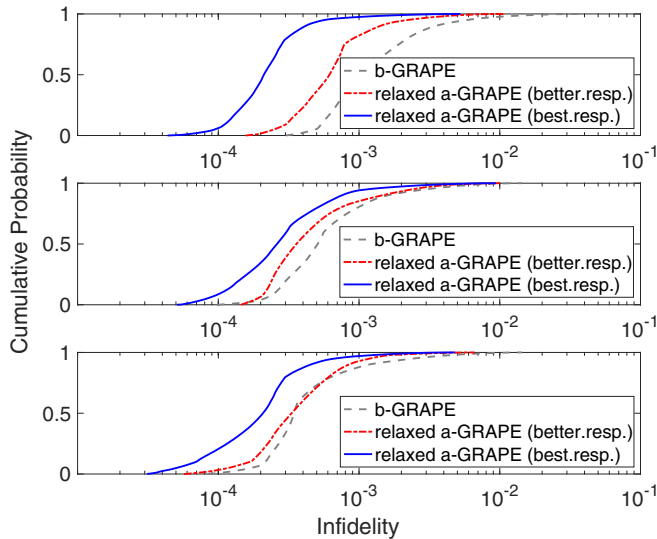 1
0.5
0
b-GRAPE
relaxed a-GRAPE (better.resp.)
relaxed a-GRAPE (best.resp.)
10-4
10-3
10-2
10-1
Cumulative Probability
1
0.5
0
b-GRAPE
relaxed a-GRAPE (better.resp.)
relaxed a-GRAPE (best.resp.)
10-4
10-3
10-2
10-1
1
0.5
0
b-GRAPE
relaxed a-GRAPE (better.resp.)
relaxed a-GRAPE (best.resp.)
10-4
10-3
10-2
10-1
Infidelity